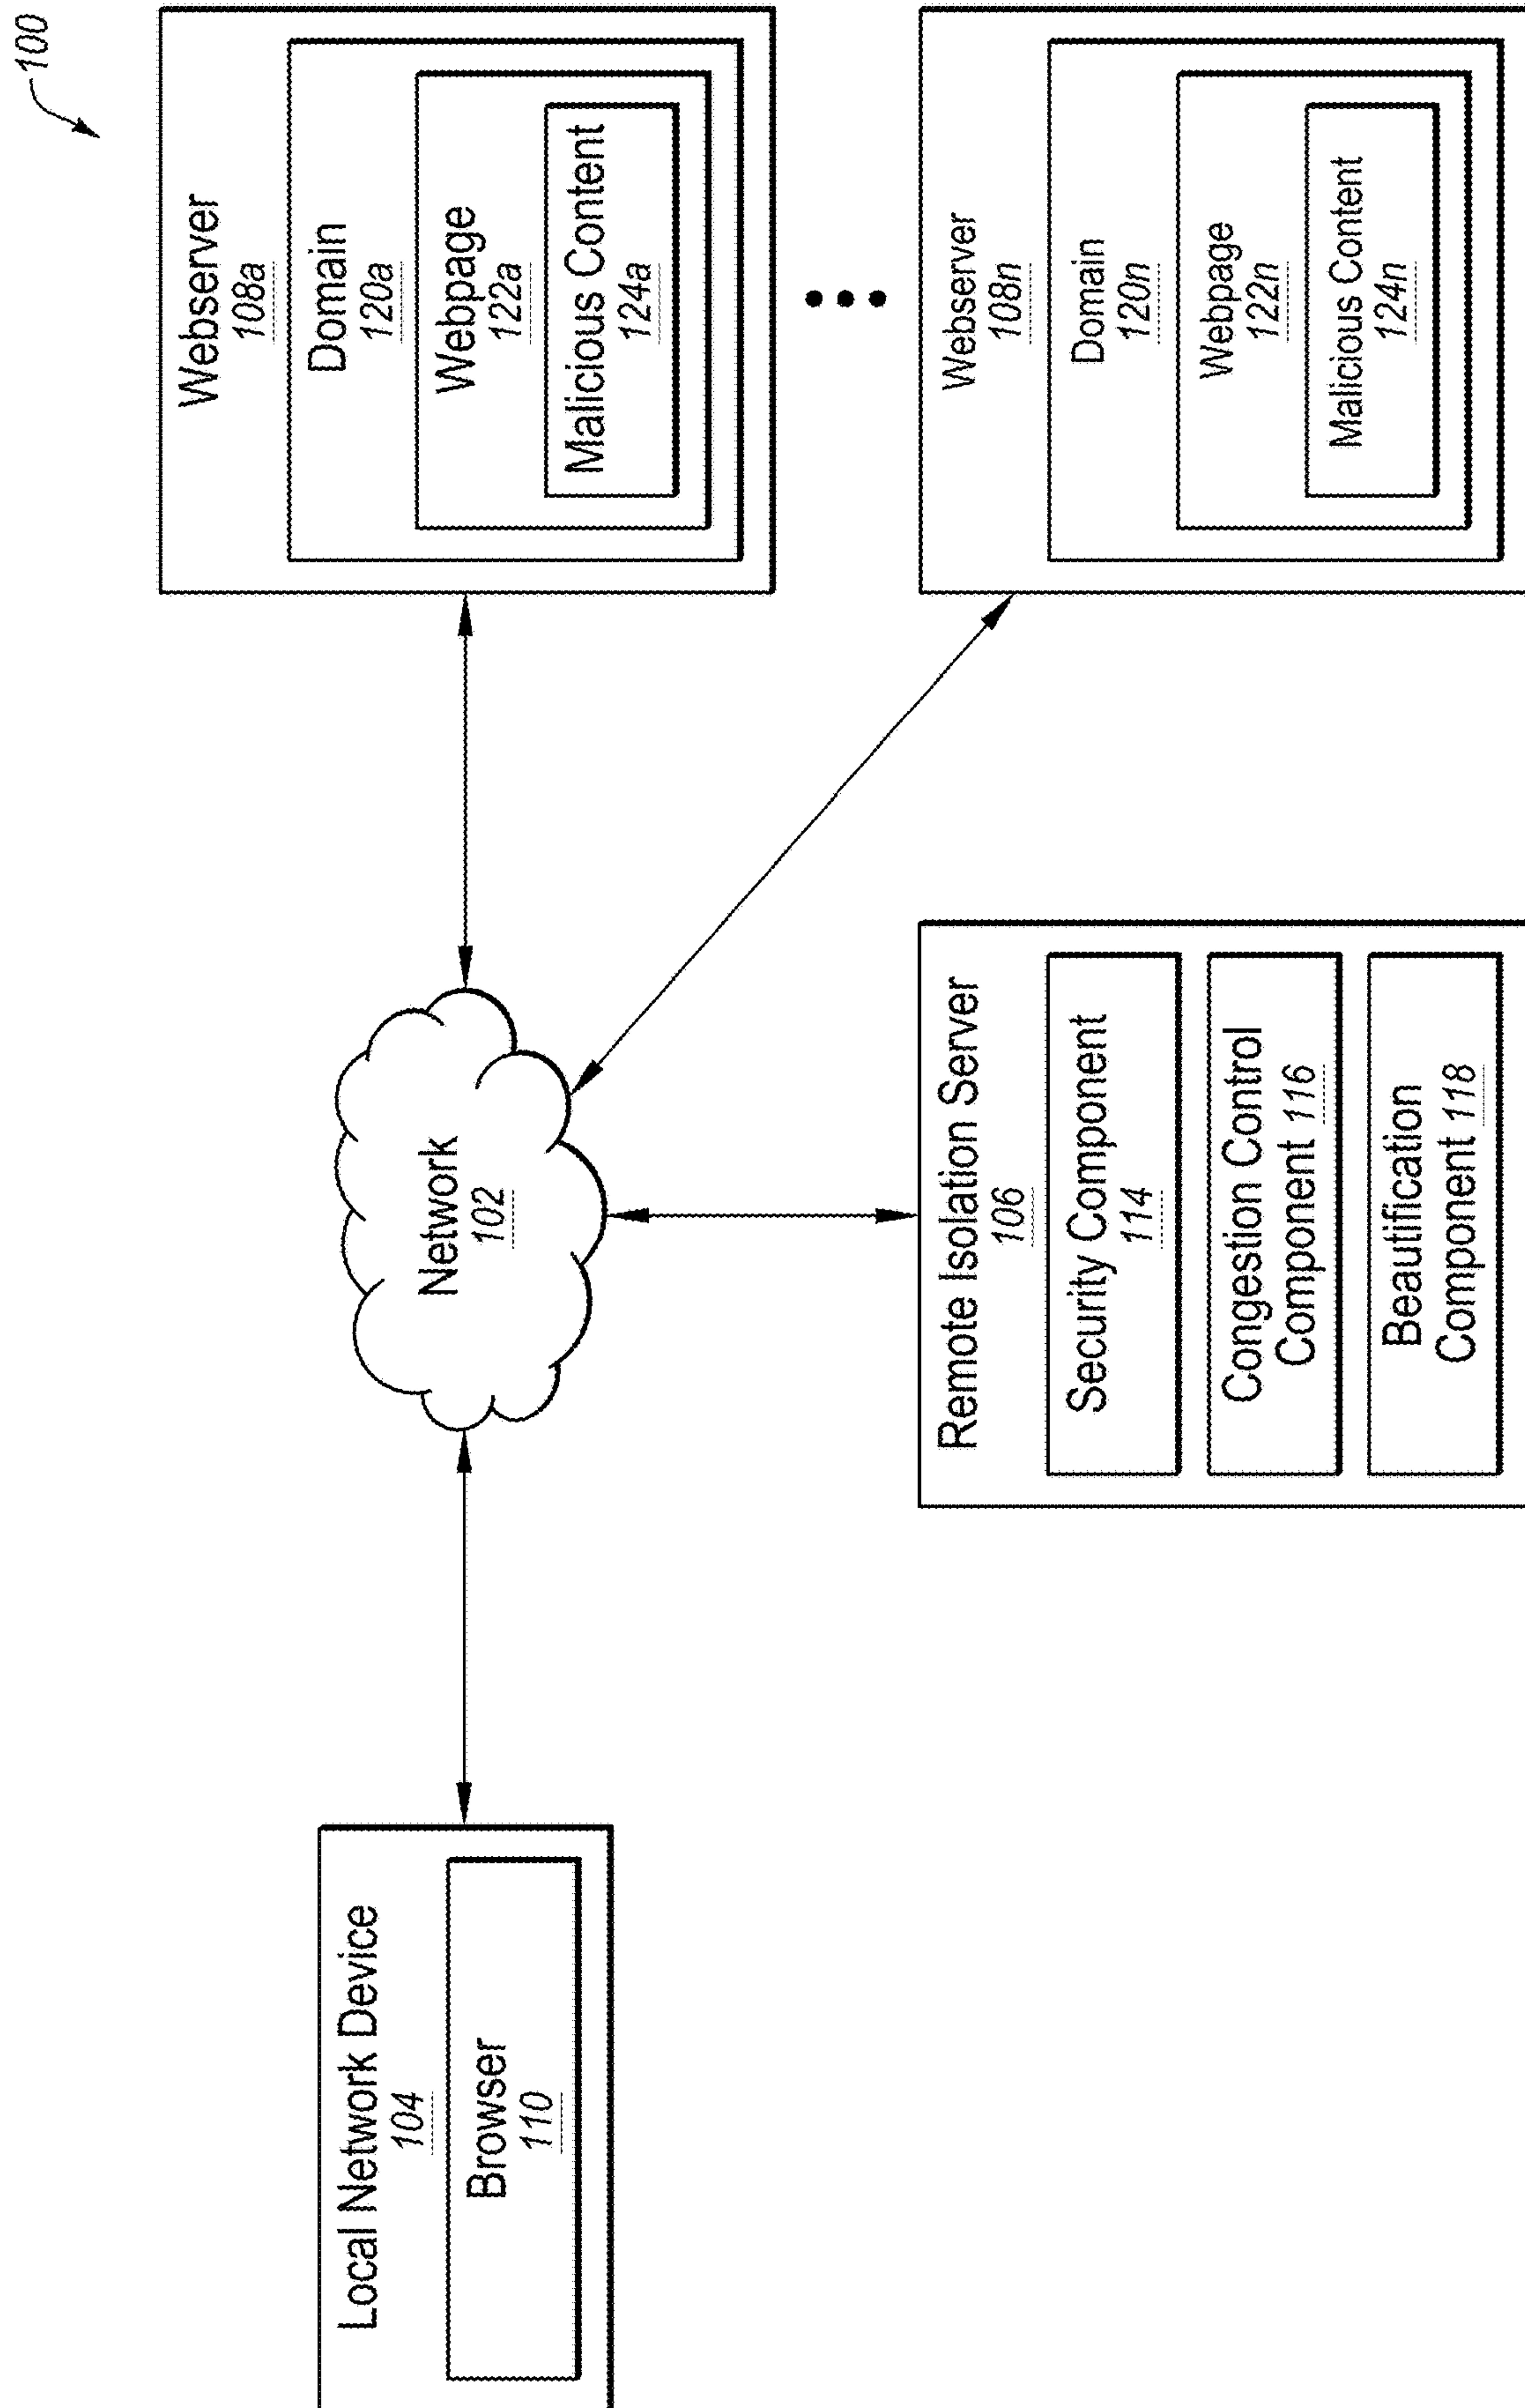 100
Local Network Device
104
Browser
110
Network
102
Remote Isolation Server
106
Security Component
114
Congestion Control
Component 116
Beautification
Component 118
Webserver
108a
Domain
120a
Webpage
122a
Malicious Content
124a
Webserver
108n
Domain
120n
Webpage
122n
Malicious Content
124n